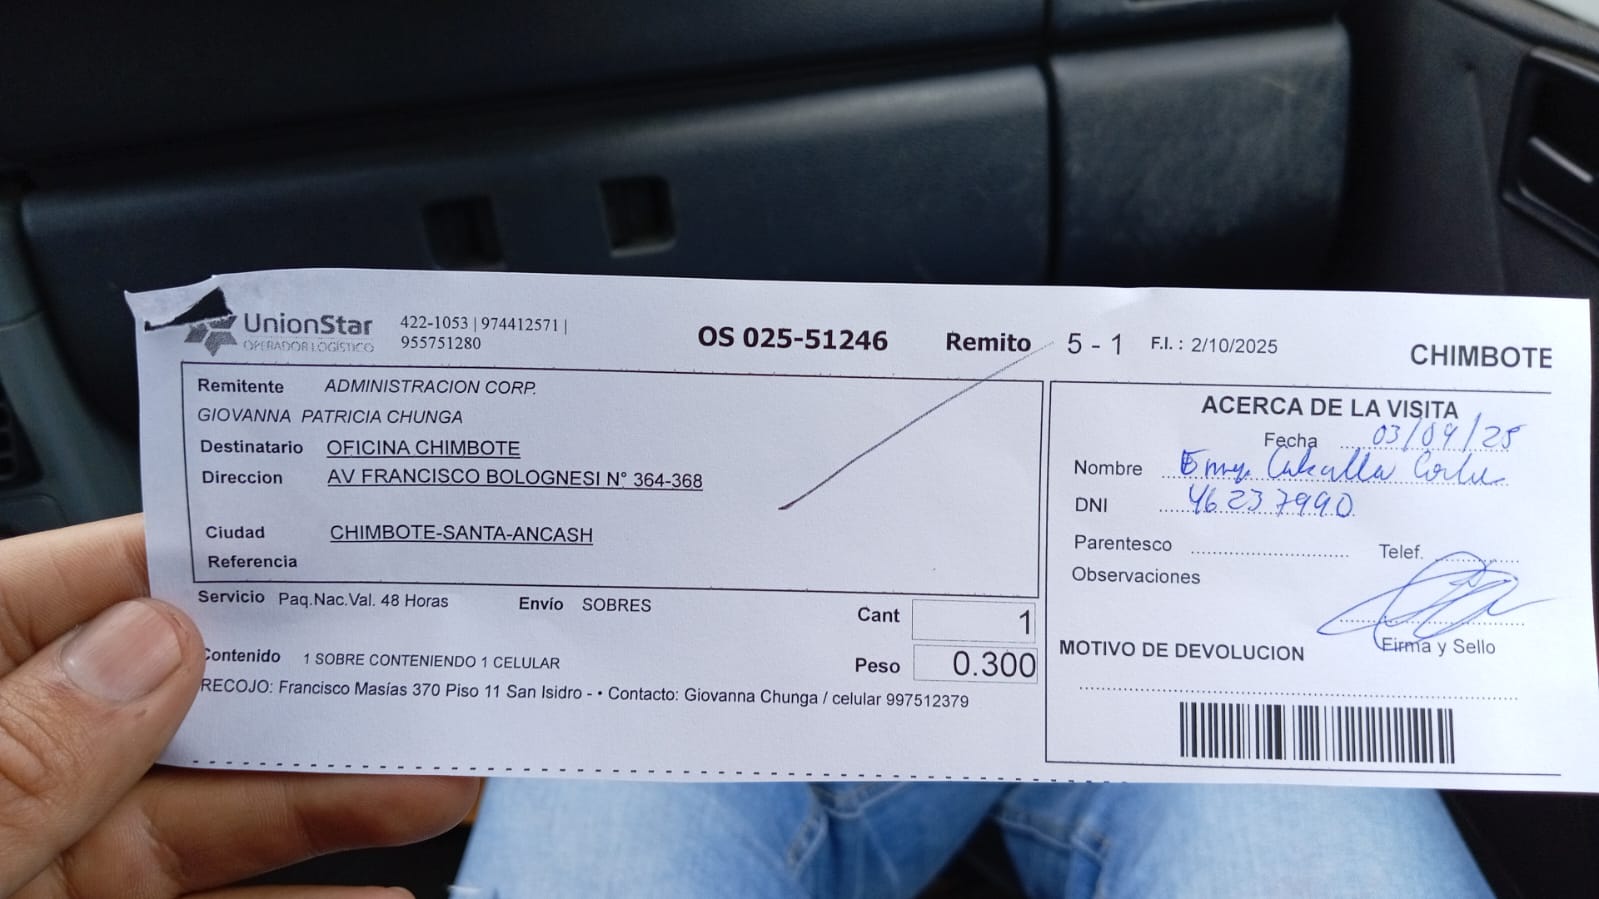 UnionStar
OPERADOR LOGÍSTICO
422-1053 | 974412571 |
955751280
OS 025-51246
Remito 5 - 1
F.I. : 2/10/2025
CHIMBOTE
Remitente ADMINISTRACION CORP.
GIOVANNA PATRICIA CHUNGA
Destinatario OFICINA CHIMBOTE
Direccion AV FRANCISCO BOLOGNESI N° 364-368
Ciudad CHIMBOTE-SANTA-ANCASH
Referencia
Servicio Paq.Nac.Val. 48 Horas Envío SOBRES
Cant 1
Contenido 1 SOBRE CONTENIENDO 1 CELULAR
Peso 0.300
RECOJO: Francisco Masías 370 Piso 11 San Isidro - • Contacto: Giovanna Chunga / celular 997512379
ACERCA DE LA VISITA
Fecha 03/09/25
Nombre
DNI 46237990
Parentesco Telef.
Observaciones
Firma y Sello
MOTIVO DE DEVOLUCION